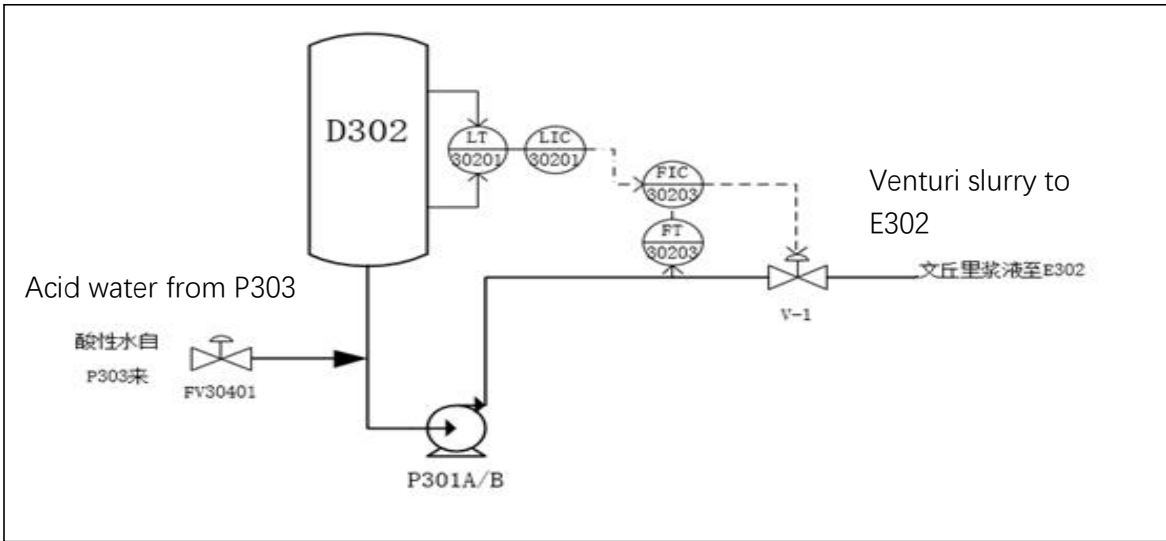 D302
LT
30201
LIC
30201
FIC
30203
FT
30203
Venturi slurry to
E302
文丘里浆液至E302
V-1
Acid water from P303
酸性水自
P303来
FV30401
P301A/B